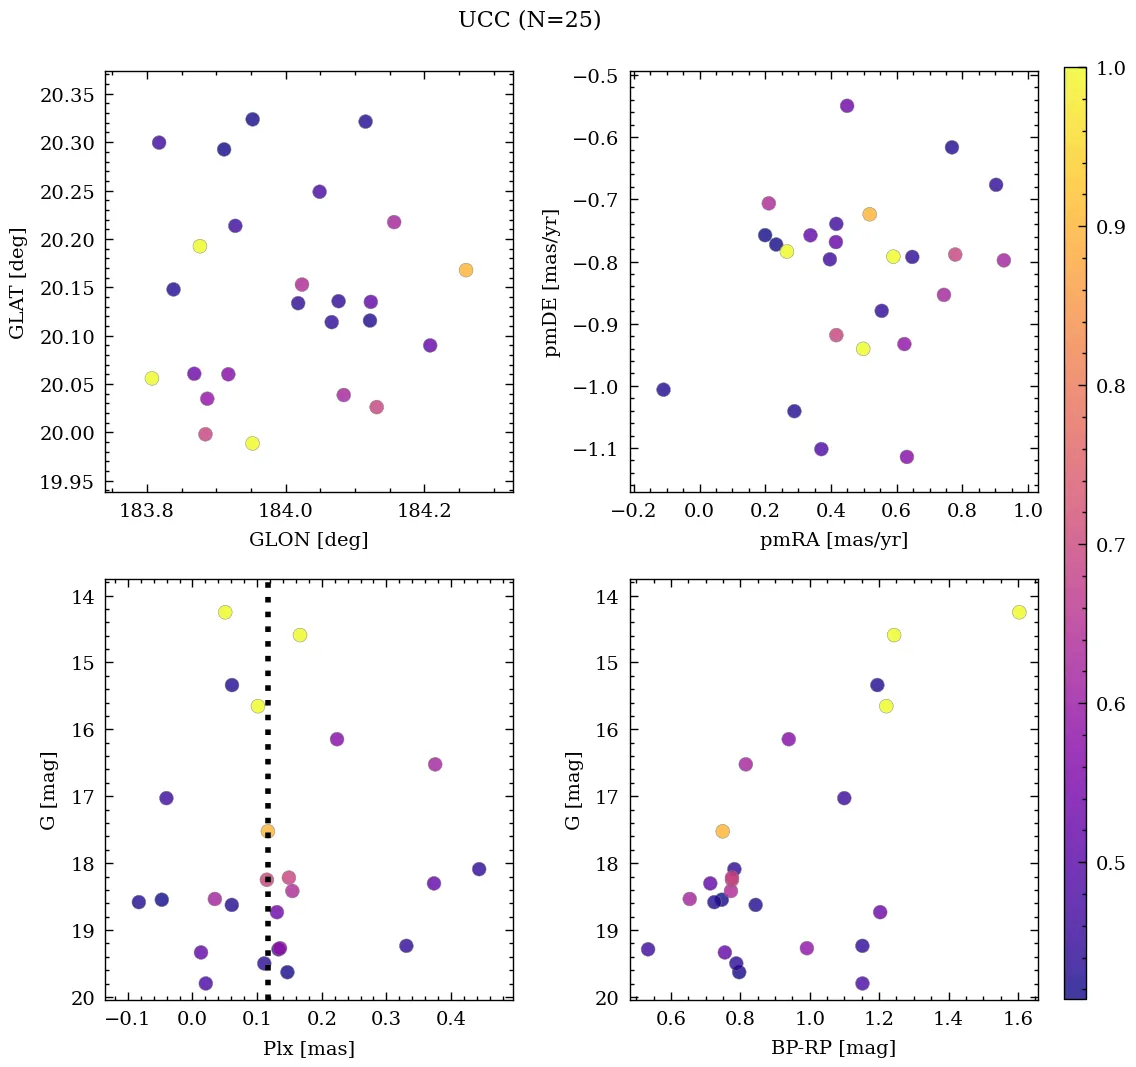 UCC (N=25)
20.35
20.30
20.25
20.20
20.15
20.10
20.05
20.00
19.95
GLAT [deg]
183.8 184.0 184.2
GLON [deg]
−0.5
−0.6
−0.7
−0.8
−0.9
−1.0
−1.1
pmDE [mas/yr]
−0.2 0.0 0.2 0.4 0.6 0.8 1.0
pmRA [mas/yr]
14
15
16
17
18
19
20
G [mag]
−0.1 0.0 0.1 0.2 0.3 0.4
Plx [mas]
14
15
16
17
18
19
20
G [mag]
0.6 0.8 1.0 1.2 1.4 1.6
BP-RP [mag]
1.0
0.9
0.8
0.7
0.6
0.5